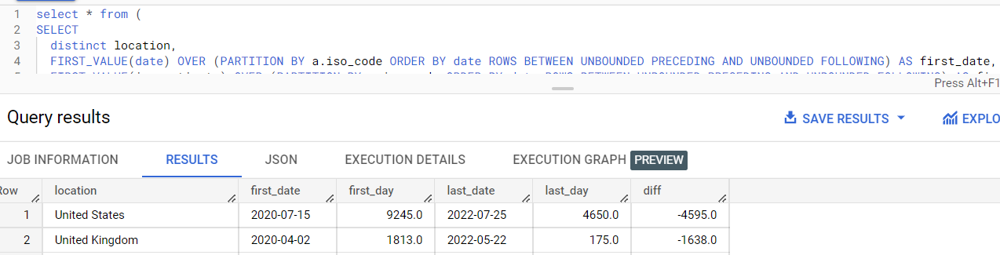 1 select * from (
2 SELECT
3 distinct location,
4 FIRST_VALUE(date) OVER (PARTITION BY a.iso_code ORDER BY date ROWS BETWEEN UNBOUNDED PRECEDING AND UNBOUNDED FOLLOWING) AS first_date,
Press Alt+F1
Query results
SAVE RESULTS EXPLO
JOB INFORMATION RESULTS JSON EXECUTION DETAILS EXECUTION GRAPH PREVIEW
Row location first_date first_day last_date last_day diff
1 United States 2020-07-15 9245.0 2022-07-25 4650.0 -4595.0
2 United Kingdom 2020-04-02 1813.0 2022-05-22 175.0 -1638.0